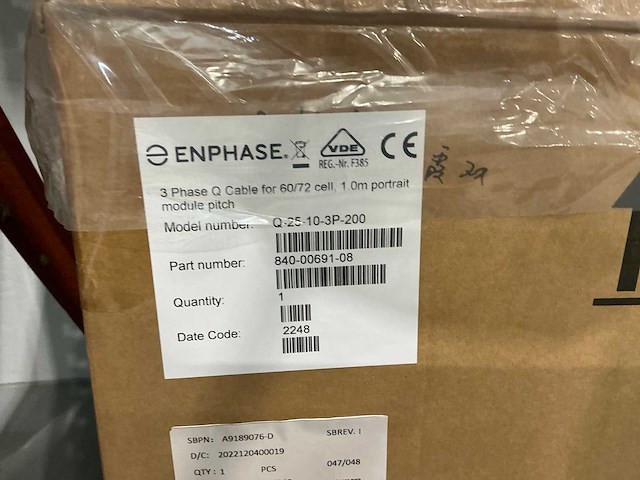 ENPHASE
VDE
CE
REG.-Nr. F385
3 Phase Q Cable for 60/72 cell, 1.0m portrait
module pitch
Model number: Q-25-10-3P-200
Part number: 840-00691-08
Quantity: 1
Date Code: 2248
SBPN: A9189076-D SBREV. I
D/C: 2022120400019
QTY : 1 PCS 047/048